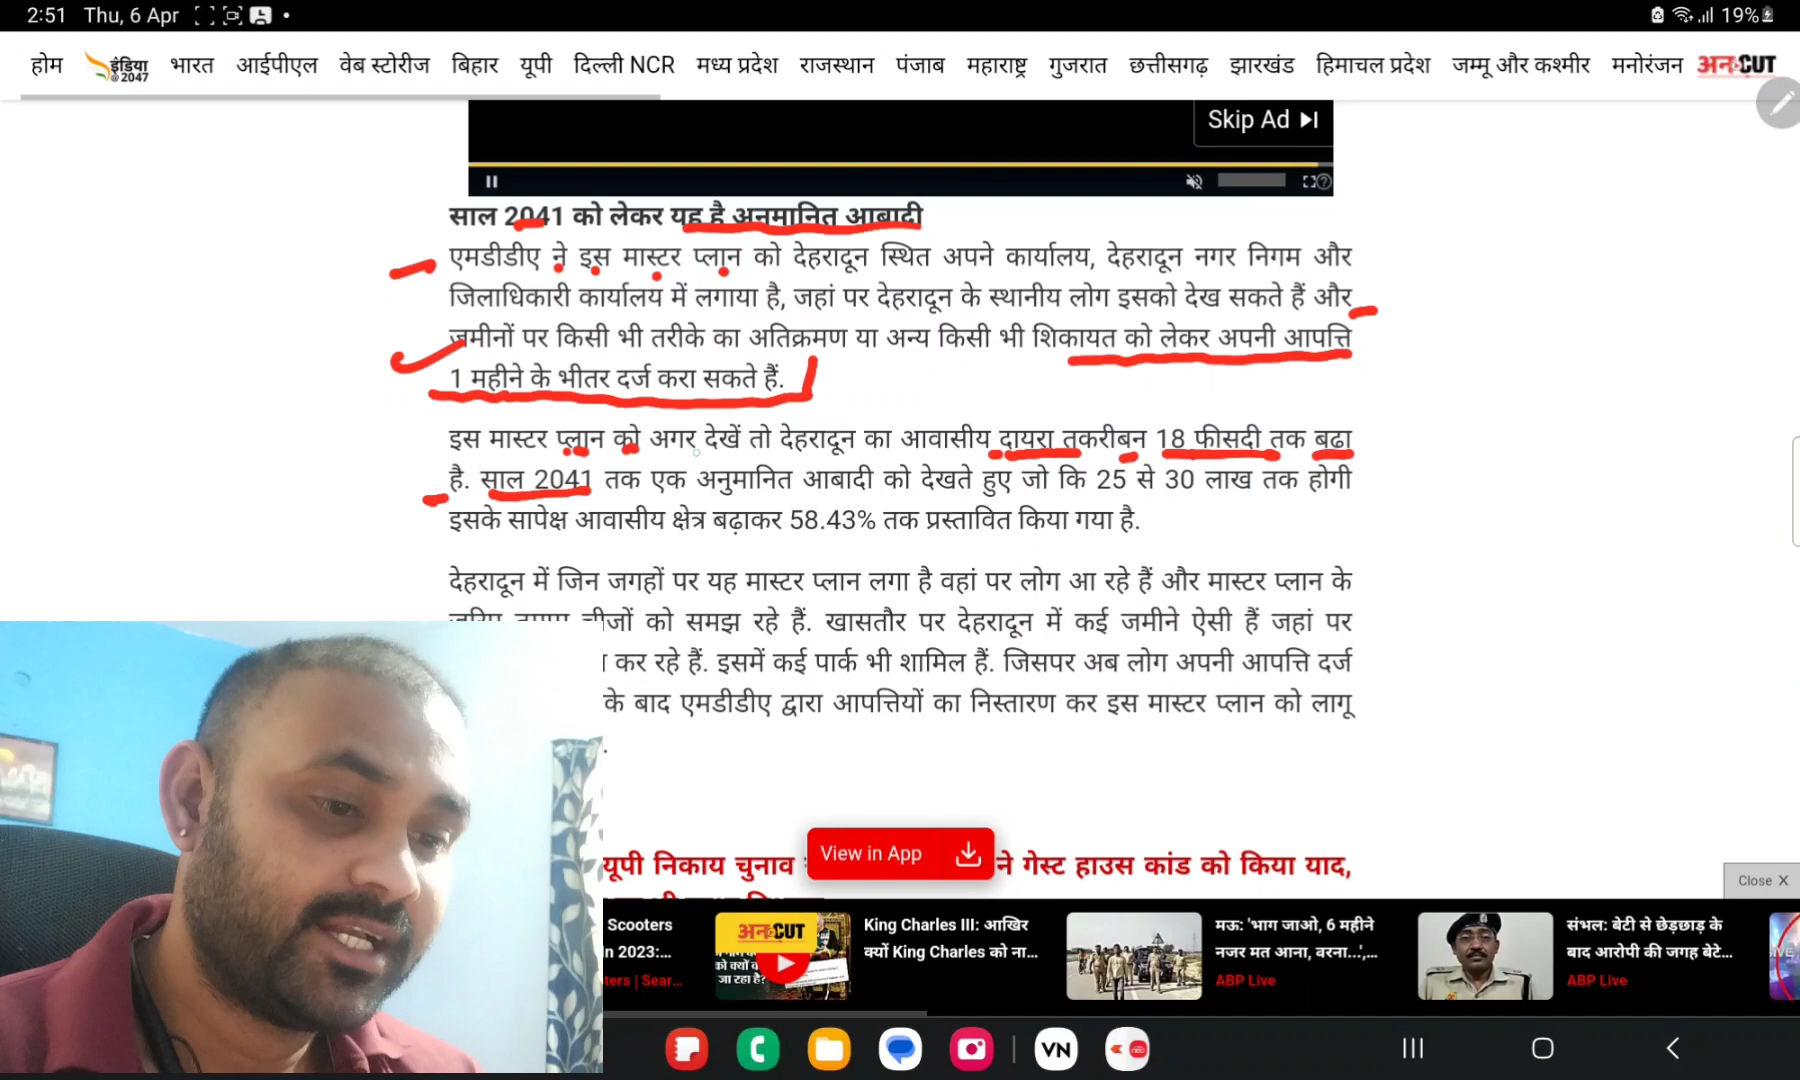 2:51 Thu, 6 Apr
19%
होम इंडिया @2047 भारत आईपीएल वेब स्टोरीज बिहार यूपी दिल्ली NCR मध्य प्रदेश राजस्थान पंजाब महाराष्ट्र गुजरात छत्तीसगढ़ झारखंड हिमाचल प्रदेश जम्मू और कश्मीर मनोरंजन अनCUT
Skip Ad
साल 2041 को लेकर यह है अनुमानित आबादी
एमडीडीए ने इस मास्टर प्लान को देहरादून स्थित अपने कार्यालय, देहरादून नगर निगम और
जिलाधिकारी कार्यालय में लगाया है, जहां पर देहरादून के स्थानीय लोग इसको देख सकते हैं और
जमीनों पर किसी भी तरीके का अतिक्रमण या अन्य किसी भी शिकायत को लेकर अपनी आपत्ति
1 महीने के भीतर दर्ज करा सकते हैं.
इस मास्टर प्लान को अगर देखें तो देहरादून का आवासीय दायरा तकरीबन 18 फीसदी तक बढ़ा
है. साल 2041 तक एक अनुमानित आबादी को देखते हुए जो कि 25 से 30 लाख तक होगी
इसके सापेक्ष आवासीय क्षेत्र बढ़ाकर 58.43% तक प्रस्तावित किया गया है.
देहरादून में जिन जगहों पर यह मास्टर प्लान लगा है वहां पर लोग आ रहे हैं और मास्टर प्लान के
को समझ रहे हैं. खासतौर पर देहरादून में कई जमीने ऐसी हैं जहां पर
कर रहे हैं. इसमें कई पार्क भी शामिल हैं. जिसपर अब लोग अपनी आपत्ति दर्ज
के बाद एमडीडीए द्वारा आपत्तियों का निस्तारण कर इस मास्टर प्लान को लागू
यूपी निकाय चुनाव
View in App
ने गेस्ट हाउस कांड को किया याद,
Close X
Scooters
in 2023:...
Sear...
अनCUT
को क्यों
जा रहा है?
King Charles III: आखिर
क्यों King Charles को ना...
मऊ: 'भाग जाओ, 6 महीने
नजर मत आना, वरना...',...
ABP Live
संभल: बेटी से छेड़छाड़ के
बाद आरोपी की जगह बेटे...
ABP Live
VN